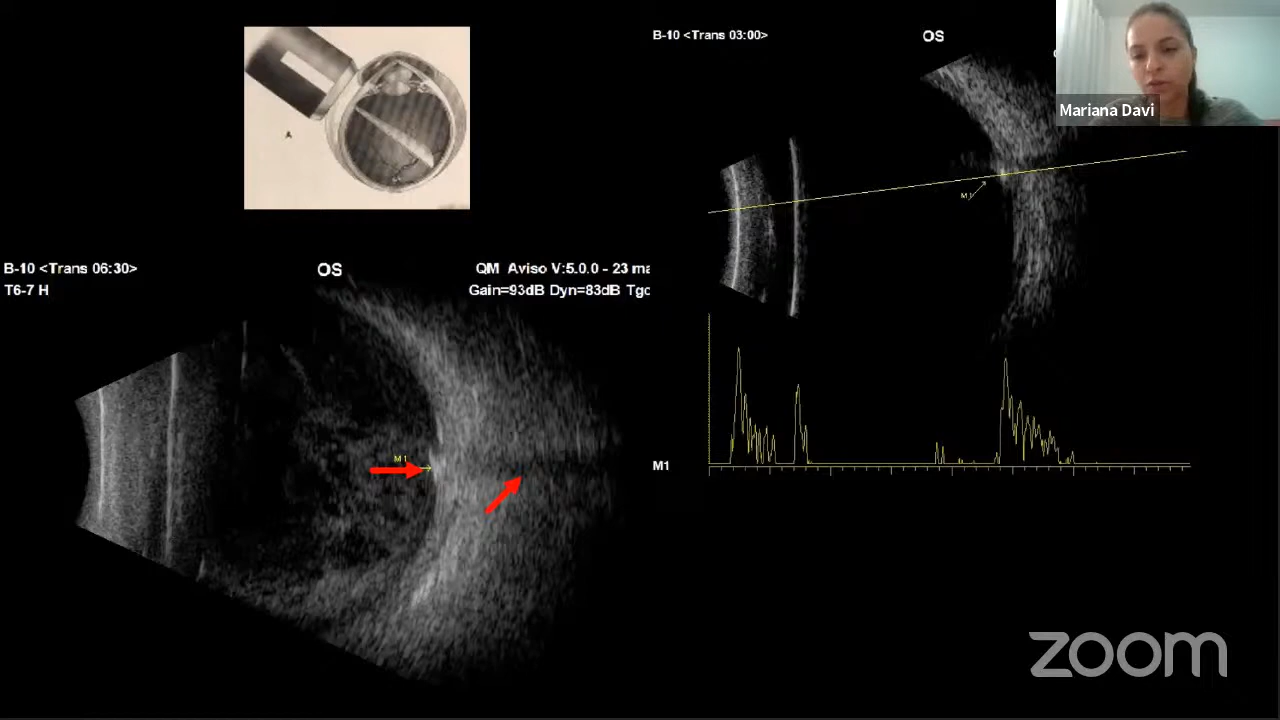 A
B-10 <Trans 06:30>
OS
QM Aviso V:5.0.0 - 23 ma
T6-7 H
Gain=93dB Dyn=83dB Tgc
M1
B-10 <Trans 03:00>
OS
M1
M1
Mariana Davi
zoom